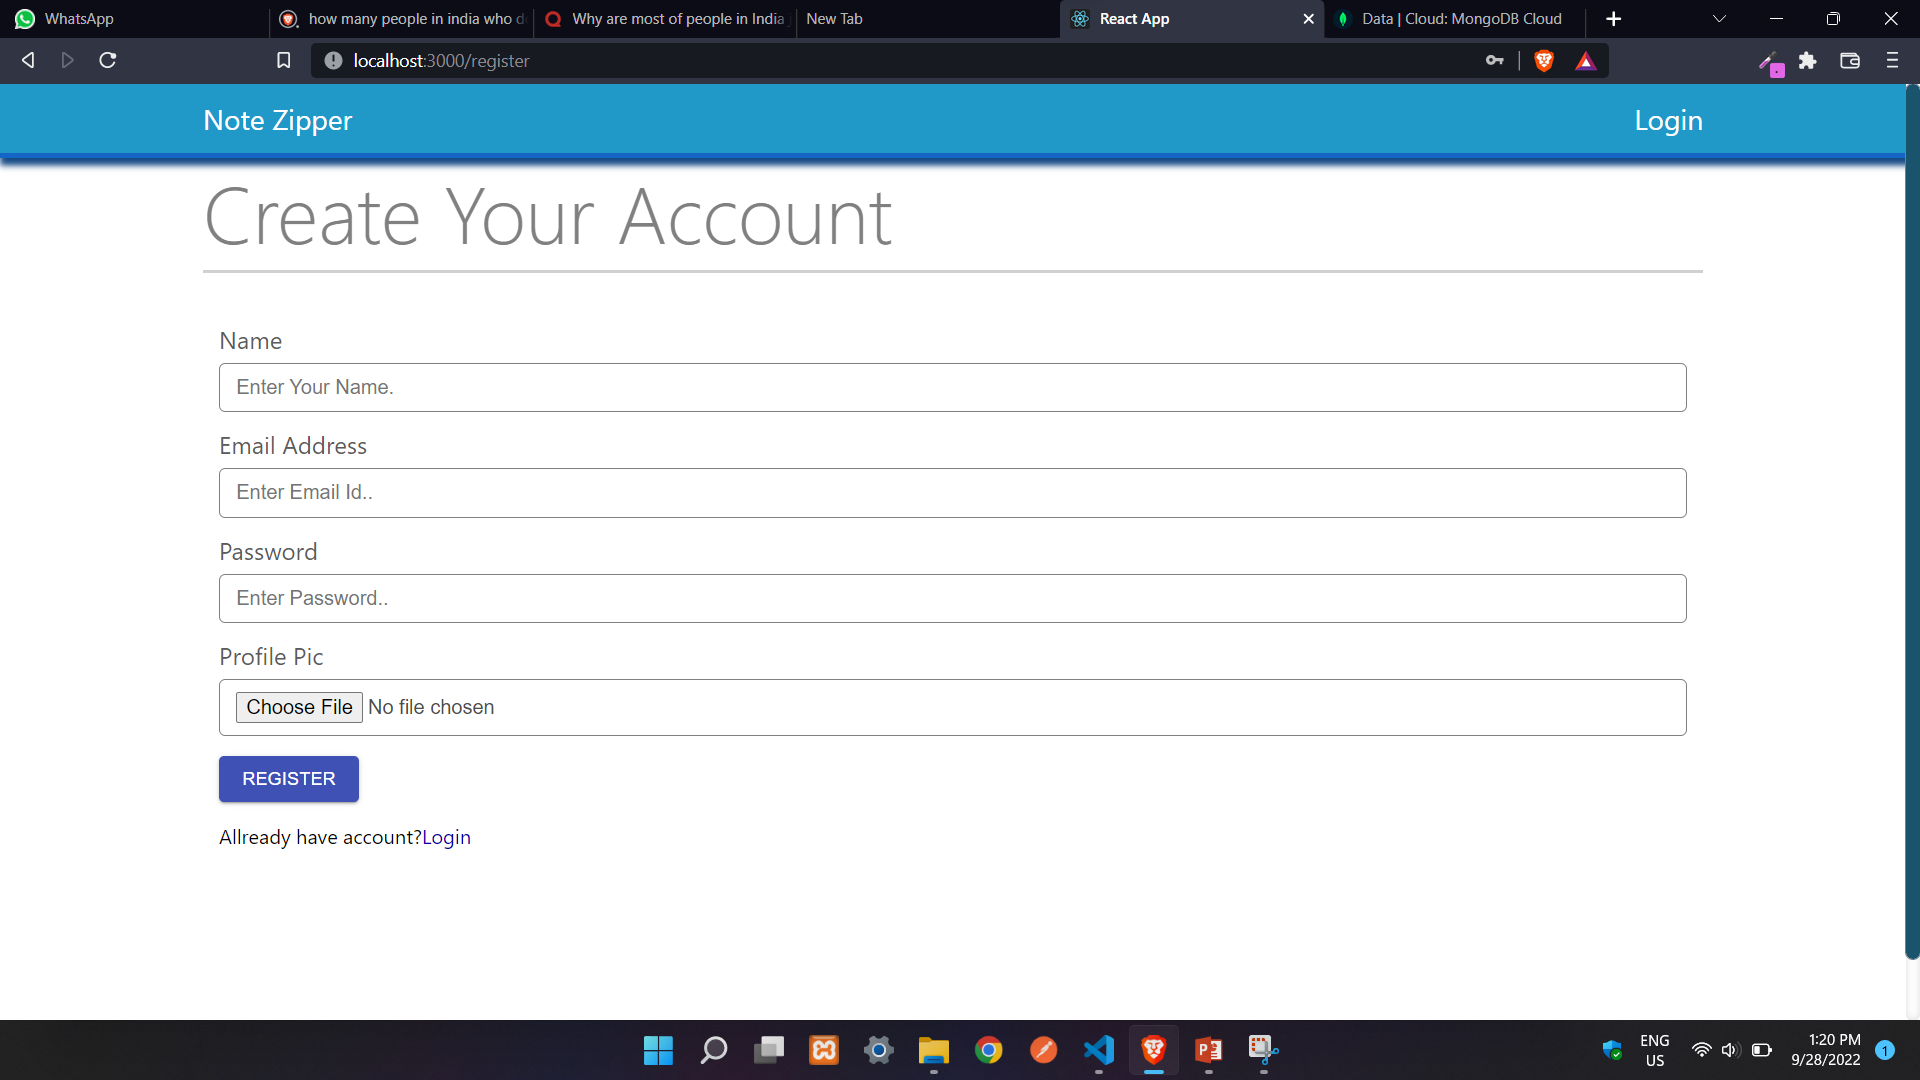 WhatsApp
how many people in india who d
Why are most of people in India
New Tab
React App
Data | Cloud: MongoDB Cloud
localhost:3000/register
Note Zipper
Login
Create Your Account
Name
Enter Your Name.
Email Address
Enter Email Id..
Password
Enter Password..
Profile Pic
Choose File No file chosen
REGISTER
Allready have account?Login
ENG
US
1:20 PM
9/28/2022
1